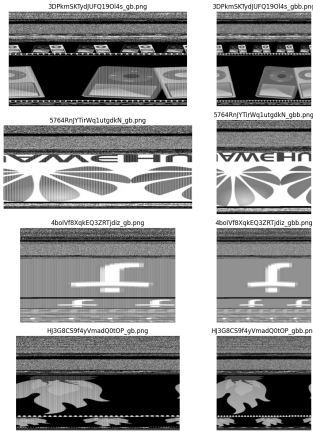 3DPkmSKTydJUFQ19Ol4s_gb.png
3DPkmSKTydJUFQ19Ol4s_gbb.png
5764RnJYTirWq1utgdkN_gb.png
5764RnJYTirWq1utgdkN_gbb.png
4boIVf8XqkEQ3ZRTjdiz_gb.png
4boIVf8XqkEQ3ZRTjdiz_gbb.png
HJ3G8CS9f4yVmadQ0tOP_gb.png
HJ3G8CS9f4yVmadQ0tOP_gbb.png